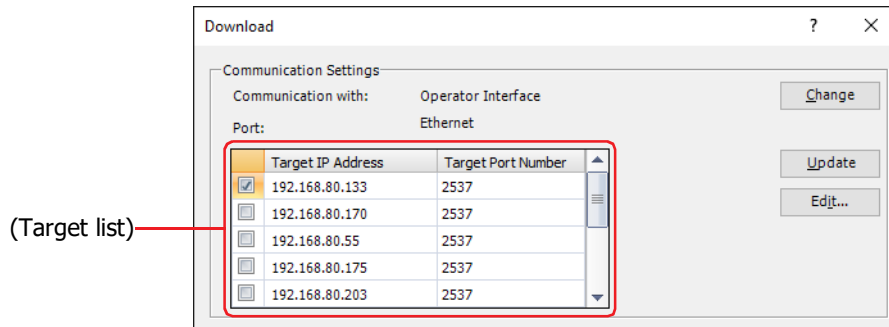 Download ? X
Communication Settings
Communication with: Operator Interface Change
Port: Ethernet
Target IP Address Target Port Number Update
192.168.80.133 2537
192.168.80.170 2537 Edit...
(Target list) 192.168.80.55 2537
192.168.80.175 2537
192.168.80.203 2537